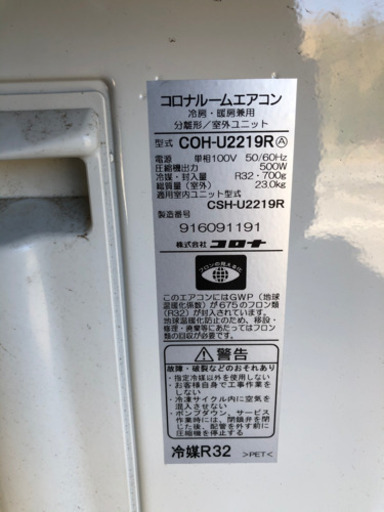 コロナルームエアコン
冷房・暖房兼用
分離形/室外ユニット
型式 COH-U2219R Ⓐ
電源 単相100V 50/60Hz
圧縮機出力 500W
冷媒・封入量 R32・700g
総質量(室外) 23.0kg
適用室内ユニット型式
CSH-U2219R
製造番号
916091191
株式会社 コロナ
フロンの見える化
このエアコンにはGWP(地球
温暖化係数)が675のフロン類
(R32)が封入されています。
地球温暖化防止のため、移設・
修理・廃棄等にあたってはフロン
類の回収が必要です。
⚠警告
故障・破裂などのおそれあり
・指定冷媒以外を使用しない
・お客様自身で工事作業を
しない
・冷凍サイクル内に空気を
混入させない
・ポンプダウン、サービス
作業時には、閉鎖弁を閉
じた後、配管を外す前に
圧縮機を停止する
冷媒R32 >PET<